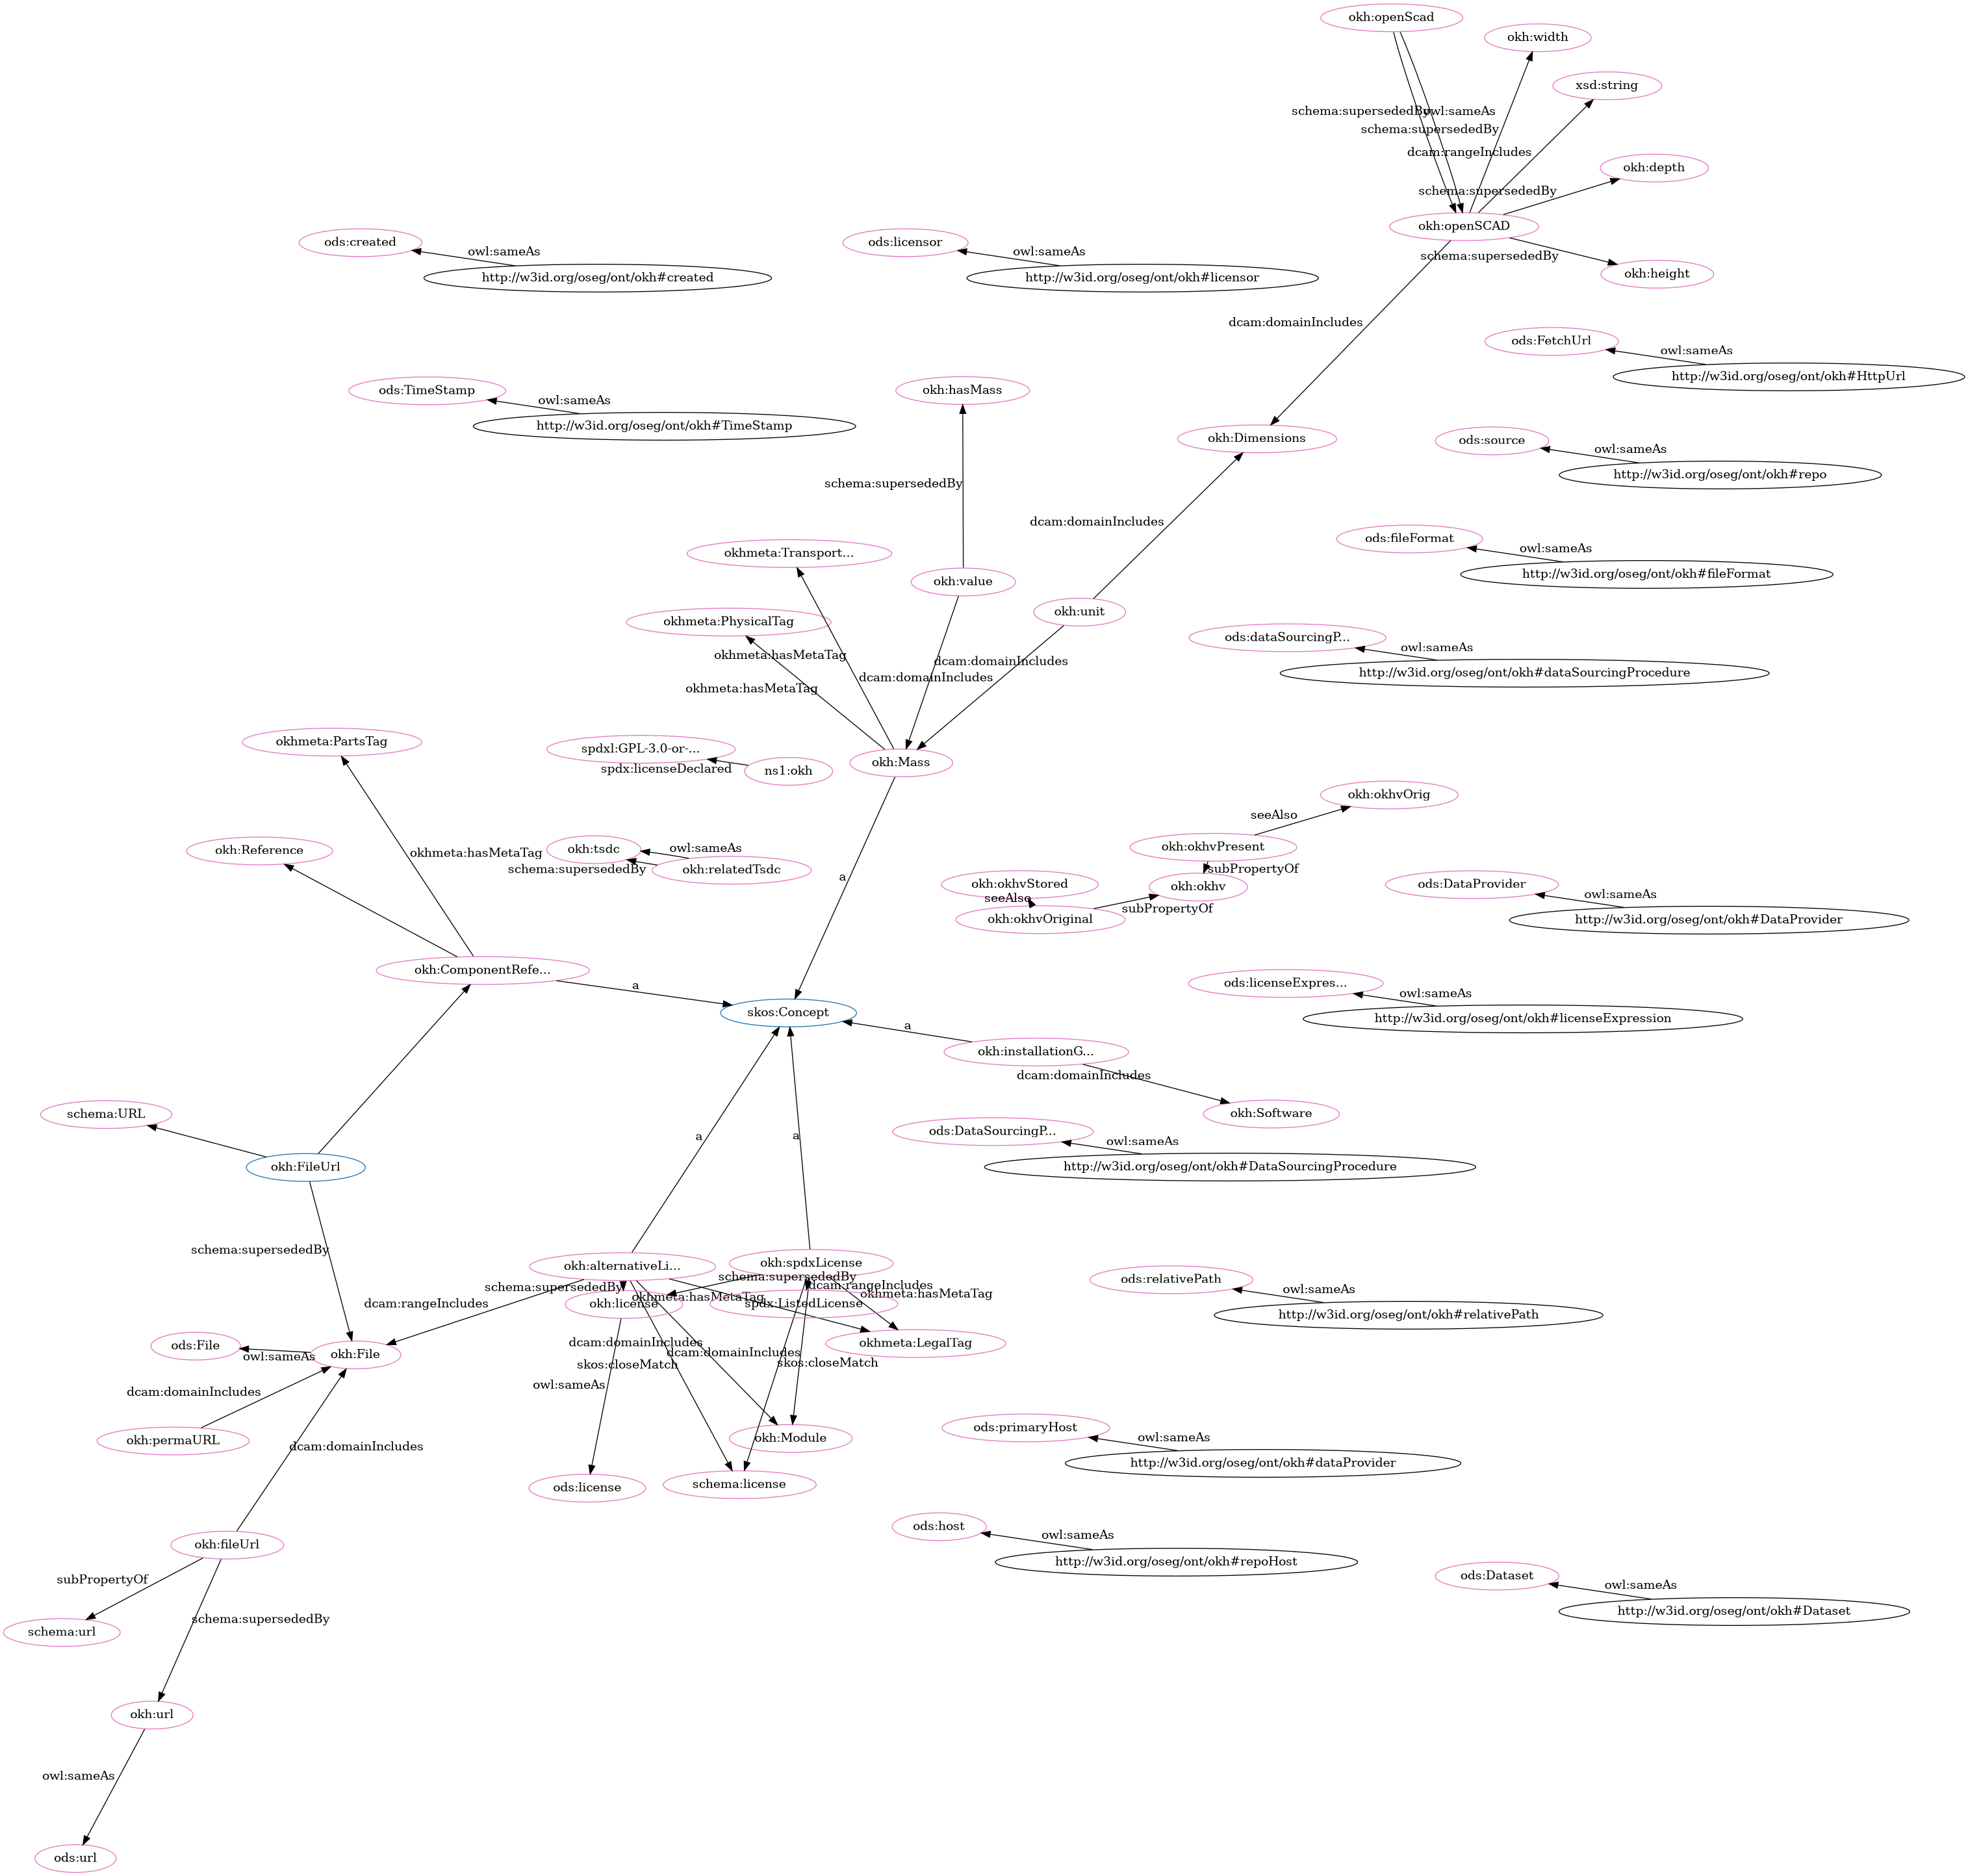 okh:openScad
okh:width
xsd:string
schema:supersededBy
owl:sameAs
schema:supersededBy
dcam:rangeIncludes
okh:depth
schema:supersededBy
okh:openSCAD
ods:created
owl:sameAs
http://w3id.org/oseg/ont/okh#created
ods:licensor
owl:sameAs
http://w3id.org/oseg/ont/okh#licensor
schema:supersededBy
okh:height
dcam:domainIncludes
ods:FetchUrl
owl:sameAs
http://w3id.org/oseg/ont/okh#HttpUrl
ods:TimeStamp
owl:sameAs
http://w3id.org/oseg/ont/okh#TimeStamp
okh:hasMass
okh:Dimensions
ods:source
owl:sameAs
http://w3id.org/oseg/ont/okh#repo
schema:supersededBy
dcam:domainIncludes
ods:fileFormat
owl:sameAs
http://w3id.org/oseg/ont/okh#fileFormat
okhmeta:Transport...
okh:value
okh:unit
okhmeta:PhysicalTag
ods:dataSourcingP...
owl:sameAs
http://w3id.org/oseg/ont/okh#dataSourcingProcedure
okhmeta:hasMetaTag
dcam:domainIncludes
dcam:domainIncludes
okhmeta:hasMetaTag
okhmeta:PartsTag
spdxl:GPL-3.0-or-...
spdx:licenseDeclared
ns1:okh
okh:Mass
okh:okhvOrig
seeAlso
okh:okhvPresent
okh:Reference
okhmeta:hasMetaTag
okh:tsdc
owl:sameAs
schema:supersededBy
okh:relatedTsdc
a
subPropertyOf
okh:okhvStored
okh:okhv
seeAlso
okh:okhvOriginal
subPropertyOf
ods:DataProvider
owl:sameAs
http://w3id.org/oseg/ont/okh#DataProvider
okh:ComponentRefe...
a
skos:Concept
ods:licenseExpres...
owl:sameAs
http://w3id.org/oseg/ont/okh#licenseExpression
a
okh:installationG...
dcam:domainIncludes
okh:Software
schema:URL
okh:FileUrl
a
a
ods:DataSourcingP...
owl:sameAs
http://w3id.org/oseg/ont/okh#DataSourcingProcedure
schema:supersededBy
okh:alternativeLi...
okh:spdxLicense
schema:supersededBy
schema:supersededBy
dcam:rangeIncludes
okhmeta:hasMetaTag
okhmeta:hasMetaTag
dcam:rangeIncludes
okh:license
spdx:ListedLicense
ods:relativePath
owl:sameAs
http://w3id.org/oseg/ont/okh#relativePath
ods:File
owl:sameAs
okh:File
dcam:domainIncludes
dcam:domainIncludes
okhmeta:LegalTag
skos:closeMatch
skos:closeMatch
owl:sameAs
dcam:domainIncludes
okh:permaURL
dcam:domainIncludes
okh:Module
schema:license
ods:license
ods:primaryHost
owl:sameAs
http://w3id.org/oseg/ont/okh#dataProvider
okh:fileUrl
ods:host
owl:sameAs
http://w3id.org/oseg/ont/okh#repoHost
subPropertyOf
schema:supersededBy
schema:url
ods:Dataset
owl:sameAs
http://w3id.org/oseg/ont/okh#Dataset
okh:url
owl:sameAs
ods:url